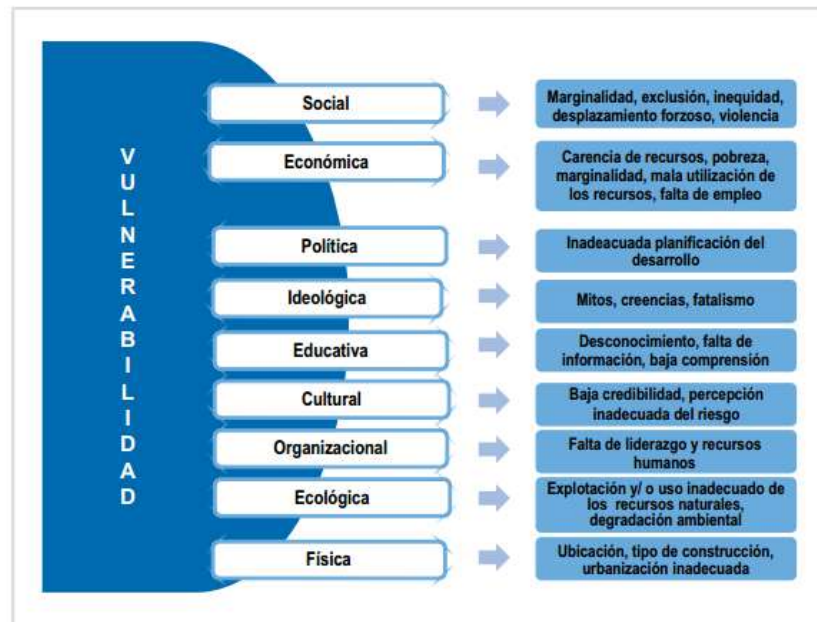 VULNERABILIDAD
Social
Marginalidad, exclusión, inequidad,
desplazamiento forzoso, violencia
Económica
Carencia de recursos, pobreza,
marginalidad, mala utilización de
los recursos, falta de empleo
Política
Inadeacuada planificación del
desarrollo
Ideológica
Mitos, creencias, fatalismo
Educativa
Desconocimiento, falta de
información, baja comprensión
Cultural
Baja credibilidad, percepción
inadecuada del riesgo
Organizacional
Falta de liderazgo y recursos
humanos
Ecológica
Explotación y/ o uso inadecuado de
los recursos naturales,
degradación ambiental
Física
Ubicación, tipo de construcción,
urbanización inadecuada